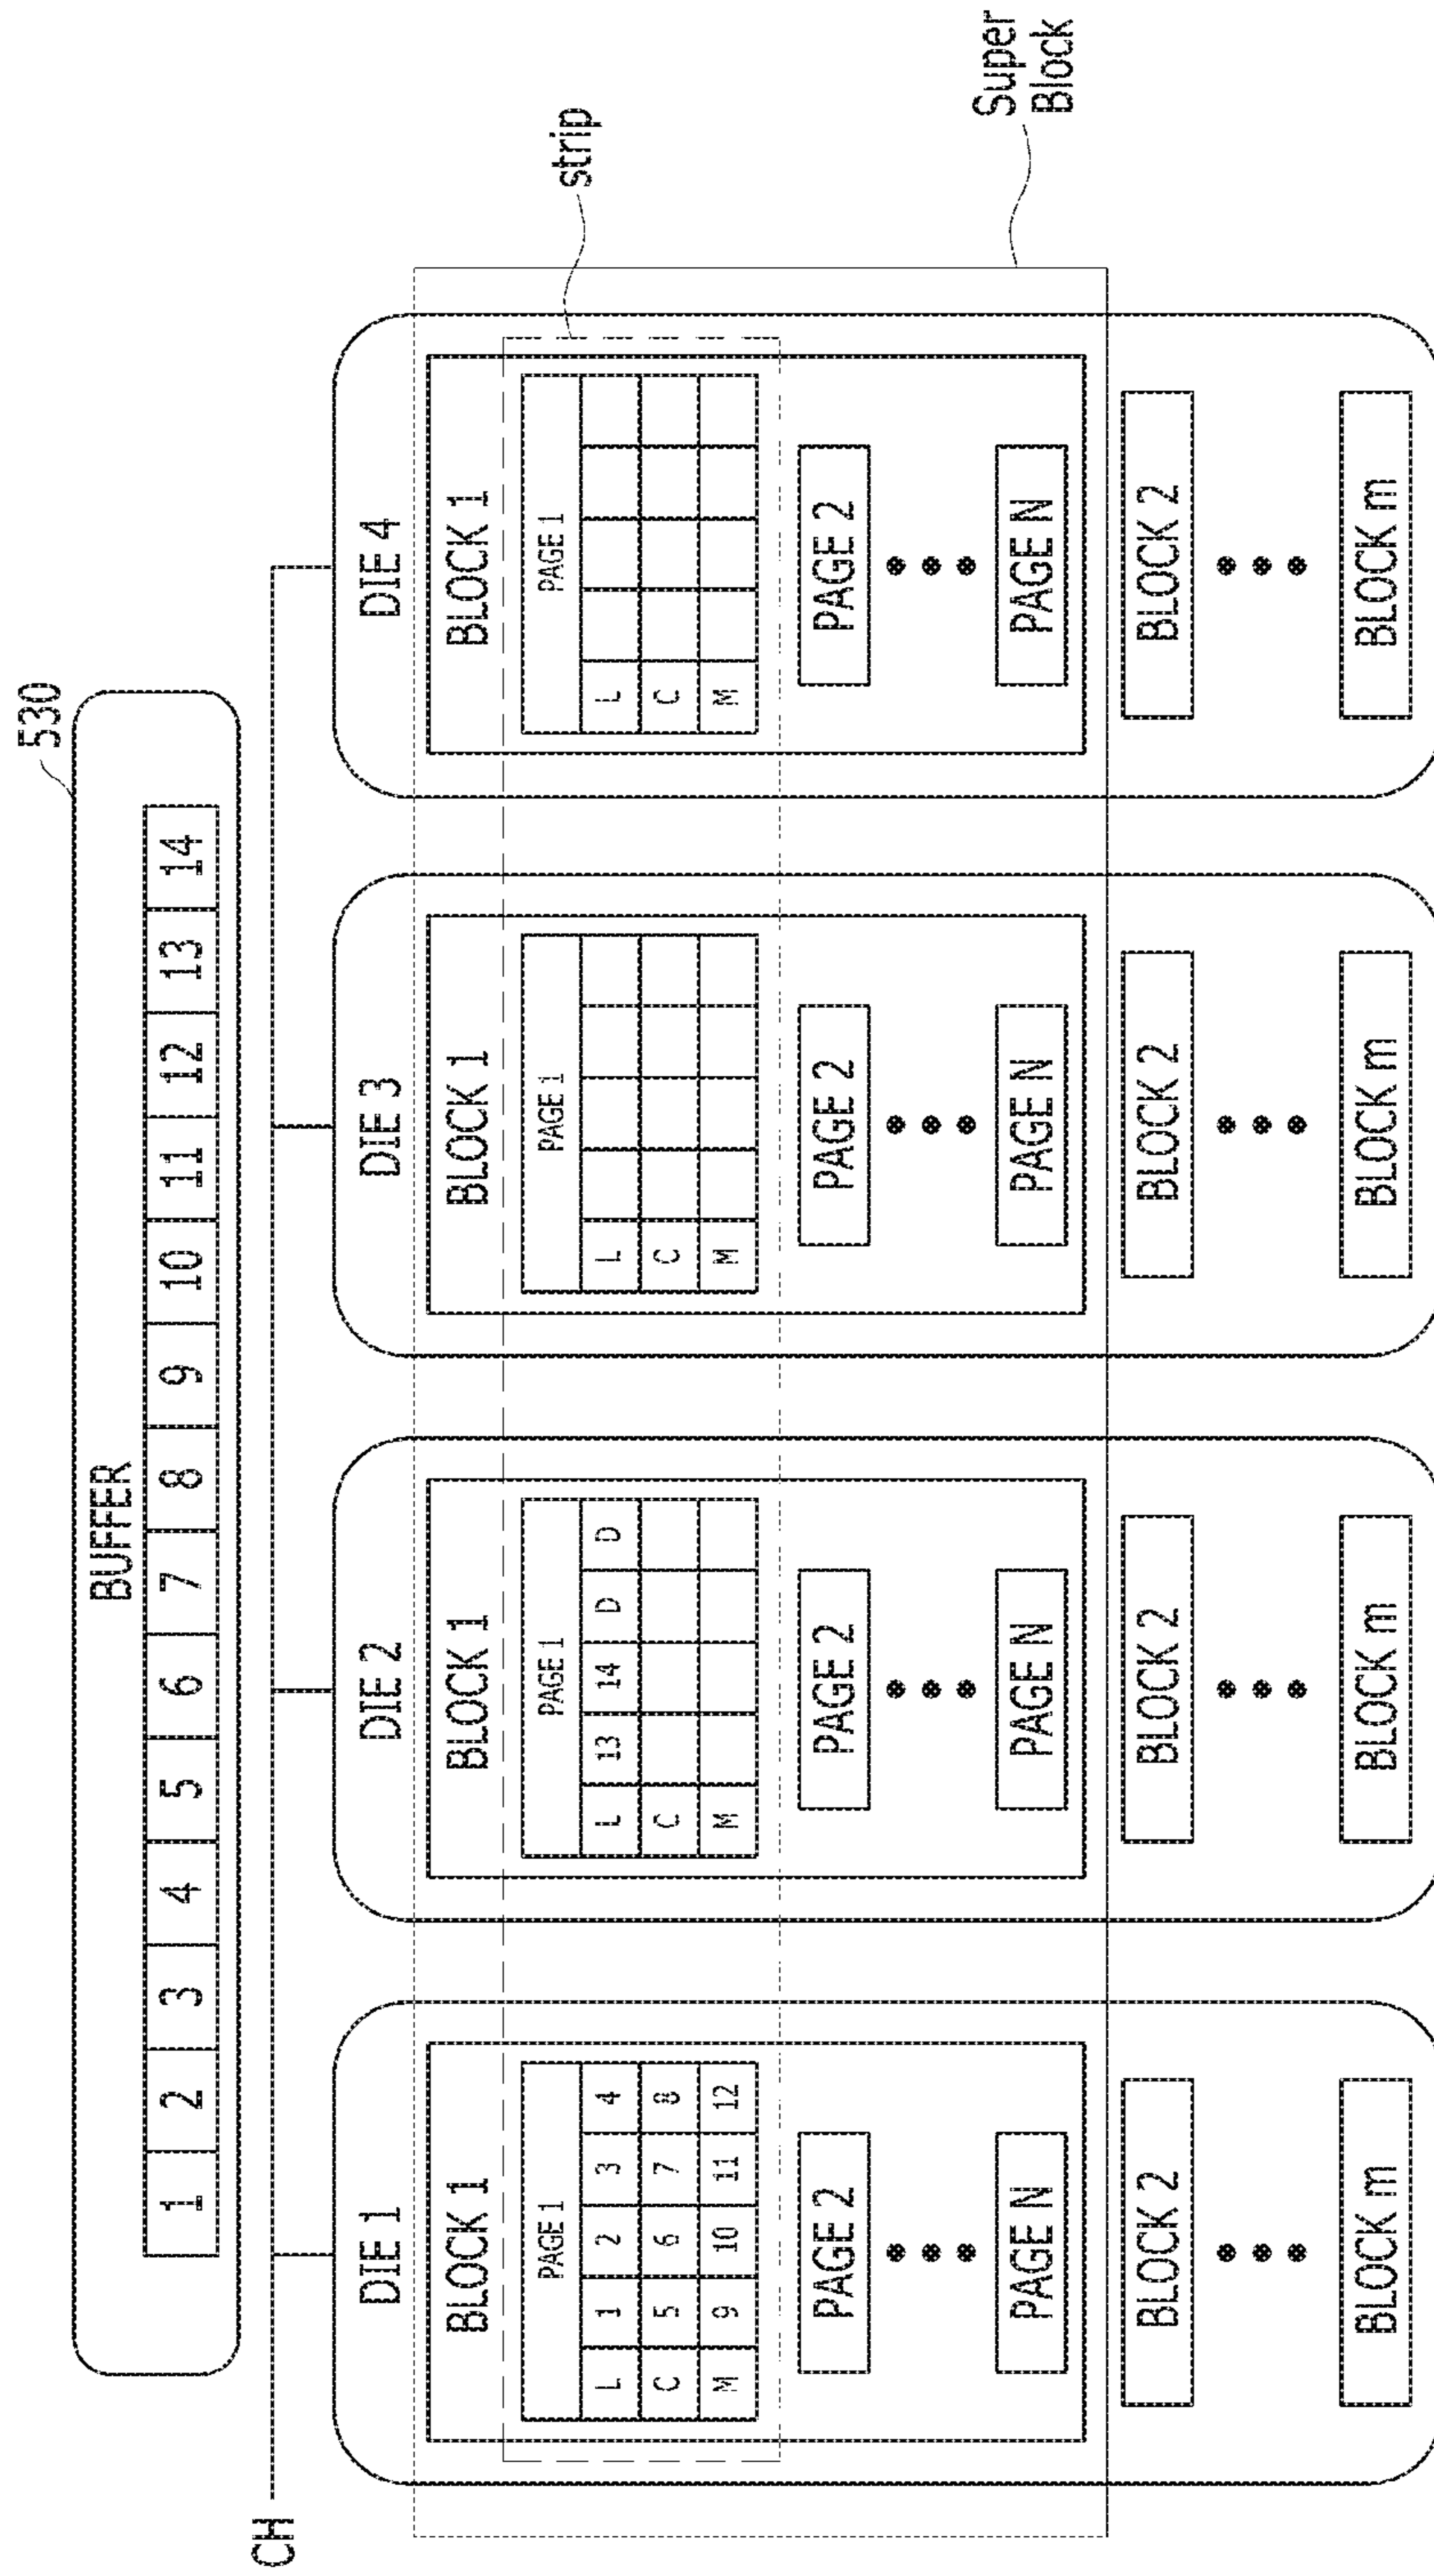 530
BUFFER
1 2 3 4 5 6 7 8 9 10 11 12 13 14
CH
DIE 1 DIE 2 DIE 3 DIE 4
BLOCK 1 BLOCK 1 BLOCK 1 BLOCK 1
strip
PAGE 1 PAGE 1 PAGE 1 PAGE 1
L 1 2 3 4 L 13 14 D D L L
C 5 6 7 8 C C C
M 9 10 11 12 M M M
PAGE 2 PAGE 2 PAGE 2 PAGE 2
PAGE N PAGE N PAGE N PAGE N
Super
Block
BLOCK 2 BLOCK 2 BLOCK 2 BLOCK 2
BLOCK m BLOCK m BLOCK m BLOCK m